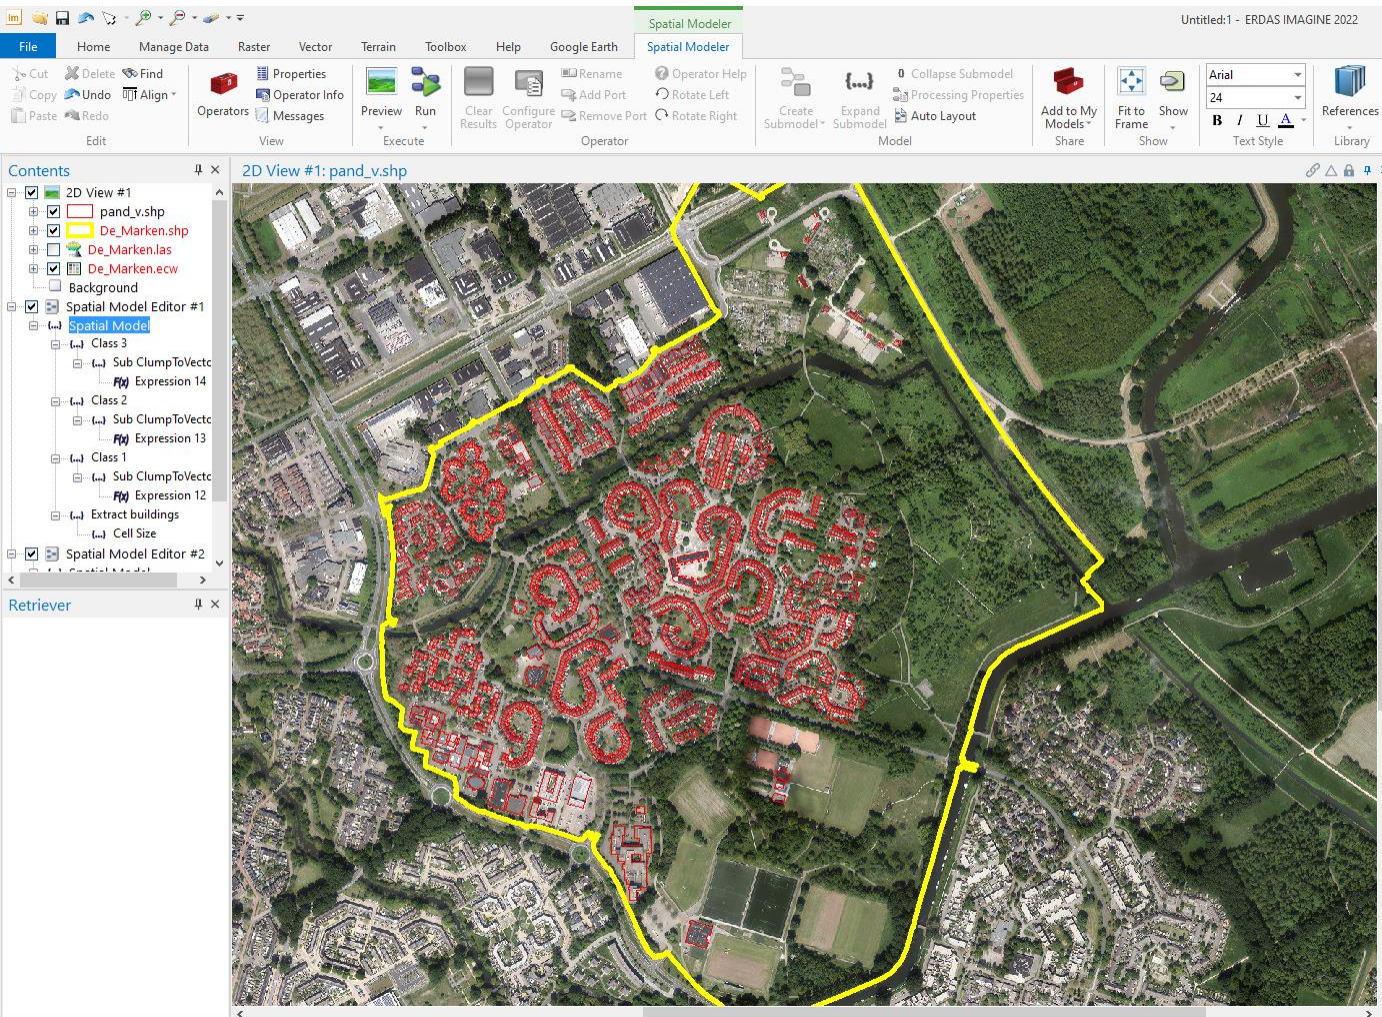 im
Untitled:1 - ERDAS IMAGINE 2022
Spatial Modeler
File Home Manage Data Raster Vector Terrain Toolbox Help Google Earth Spatial Modeler
Cut Delete Find
Copy Undo Align
Paste Redo
Edit
Operators
Properties
Operator Info
Messages
View
Preview Run
Execute
Clear Results
Configure Operator
Rename
Add Port
Remove Port
Operator Help
Rotate Left
Rotate Right
Operator
Create Submodel
Expand Submodel
Collapse Submodel
Processing Properties
Auto Layout
Model
Add to My Models
Share
Fit to Frame
Show
Show
Arial
24
B I U A
Text Style
References
Library
Contents
2D View #1
pand_v.shp
De_Marken.shp
De_Marken.las
De_Marken.ecw
Background
Spatial Model Editor #1
(...) Spatial Model
(...) Class 3
(...) Sub ClumpToVecto
F(x) Expression 14
(...) Class 2
(...) Sub ClumpToVecto
F(x) Expression 13
(...) Class 1
(...) Sub ClumpToVecto
F(x) Expression 12
(...) Extract buildings
(...) Cell Size
Spatial Model Editor #2
Retriever
2D View #1: pand_v.shp